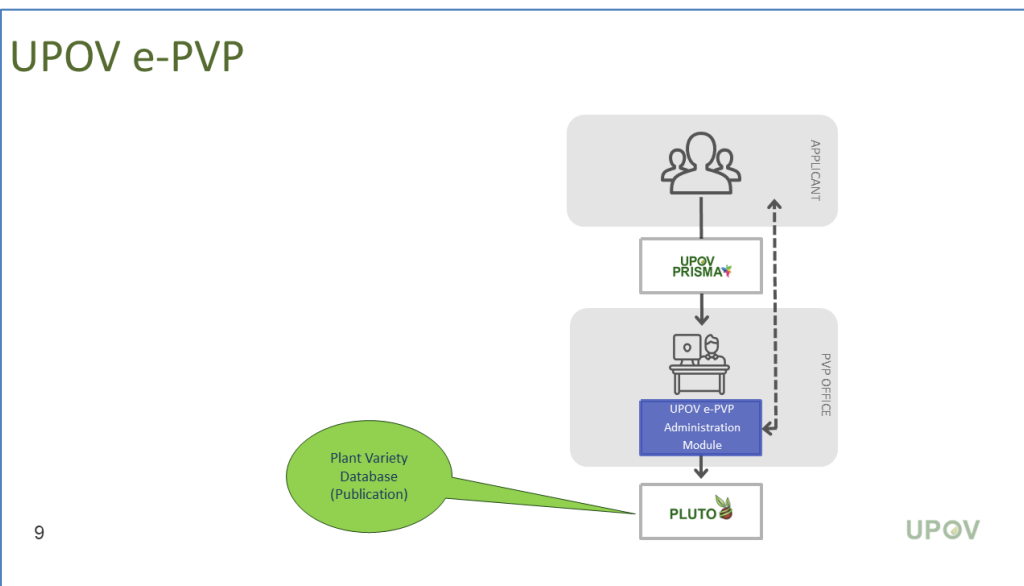 UPOV e-PVP
APPLICANT
UPOV
PRISMA
PVP OFFICE
UPOV e-PVP
Administration
Module
Plant Variety
Database
(Publication)
PLUTO
9
UPOV